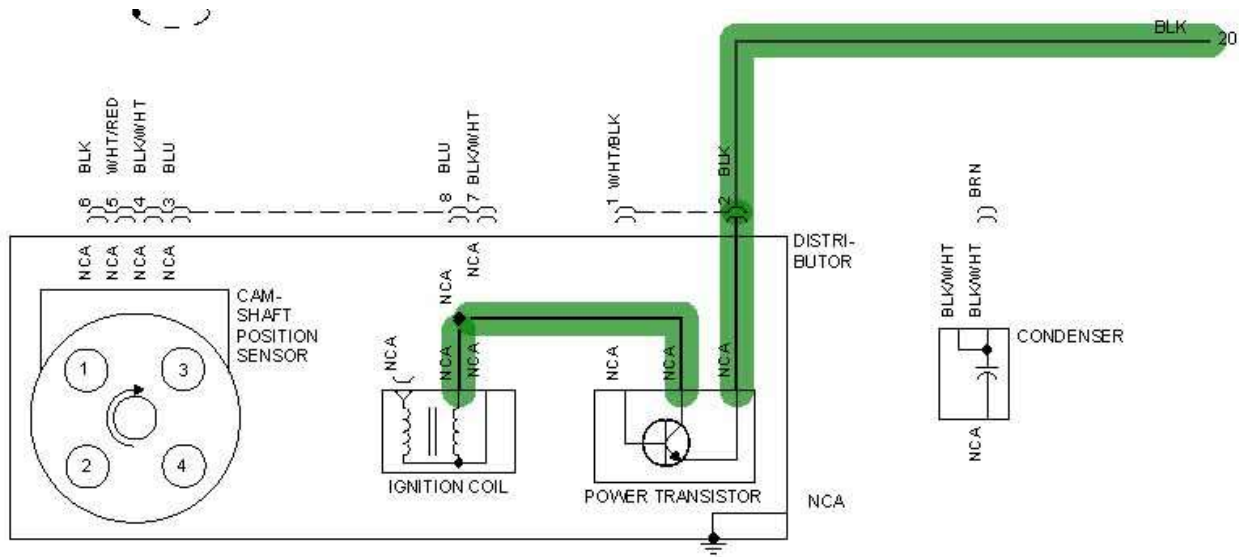 BLK
20
6 BLK
5 WHT/RED
4 BLK/WHT
3 BLU
8 BLU
7 BLK/WHT
1 WHT/BLK
2 BLK
BRN
NCA
NCA
NCA
NCA
NCA
NCA
DISTRI-
BUTOR
BLK/WHT
BLK/WHT
CAM-
SHAFT
POSITION
SENSOR
CONDENSER
NCA
NCA
NCA
NCA
NCA
NCA
1
3
2
4
NCA
IGNITION COIL
POWER TRANSISTOR
NCA